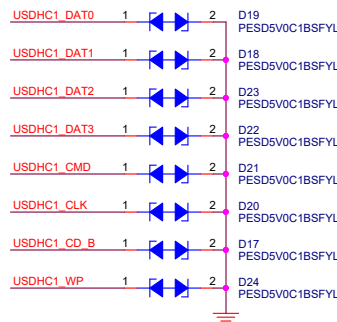 USDHC1_DAT0 1 2 D19
PESD5V0C1BSFYL
USDHC1_DAT1 1 2 D18
PESD5V0C1BSFYL
USDHC1_DAT2 1 2 D23
PESD5V0C1BSFYL
USDHC1_DAT3 1 2 D22
PESD5V0C1BSFYL
USDHC1_CMD 1 2 D21
PESD5V0C1BSFYL
USDHC1_CLK 1 2 D20
PESD5V0C1BSFYL
USDHC1_CD_B 1 2 D17
PESD5V0C1BSFYL
USDHC1_WP 1 2 D24
PESD5V0C1BSFYL